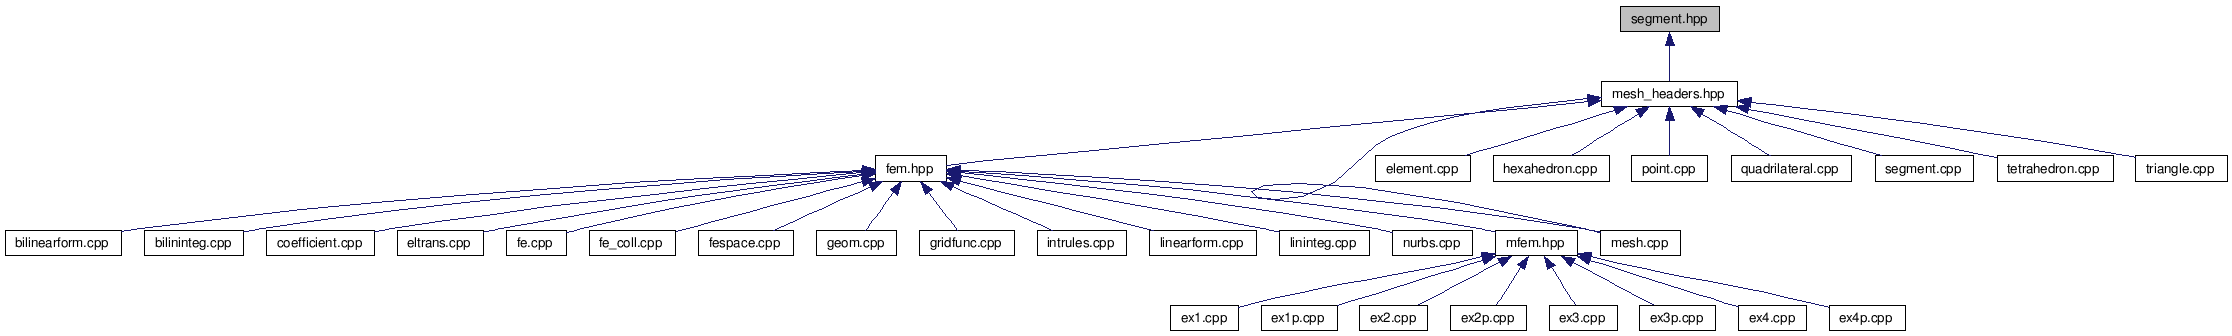 segment.hpp
mesh_headers.hpp
fem.hpp
element.cpp
hexahedron.cpp
point.cpp
quadrilateral.cpp
segment.cpp
tetrahedron.cpp
triangle.cpp
bilinearform.cpp
bilininteg.cpp
coefficient.cpp
eltrans.cpp
fe.cpp
fe_coll.cpp
fespace.cpp
geom.cpp
gridfunc.cpp
intrules.cpp
linearform.cpp
lininteg.cpp
nurbs.cpp
mfem.hpp
mesh.cpp
ex1.cpp
ex1p.cpp
ex2.cpp
ex2p.cpp
ex3.cpp
ex3p.cpp
ex4.cpp
ex4p.cpp